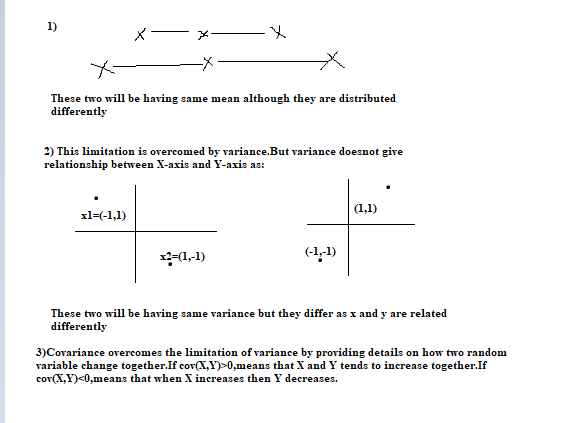 1)
These two will be having same mean although they are distributed
differently
2) This limitation is overcomed by variance.But variance doesnot give
relationship between X-axis and Y-axis as:
x1=(-1,1)
(1,1)
x2=(1,-1)
(-1,-1)
These two will be having same variance but they differ as x and y are related
differently
3)Covariance overcomes the limitation of variance by providing details on how two random
variable change together.If cov(X,Y)>0,means that X and Y tends to increase together.If
cov(X,Y)<0,means that when X increases then Y decreases.